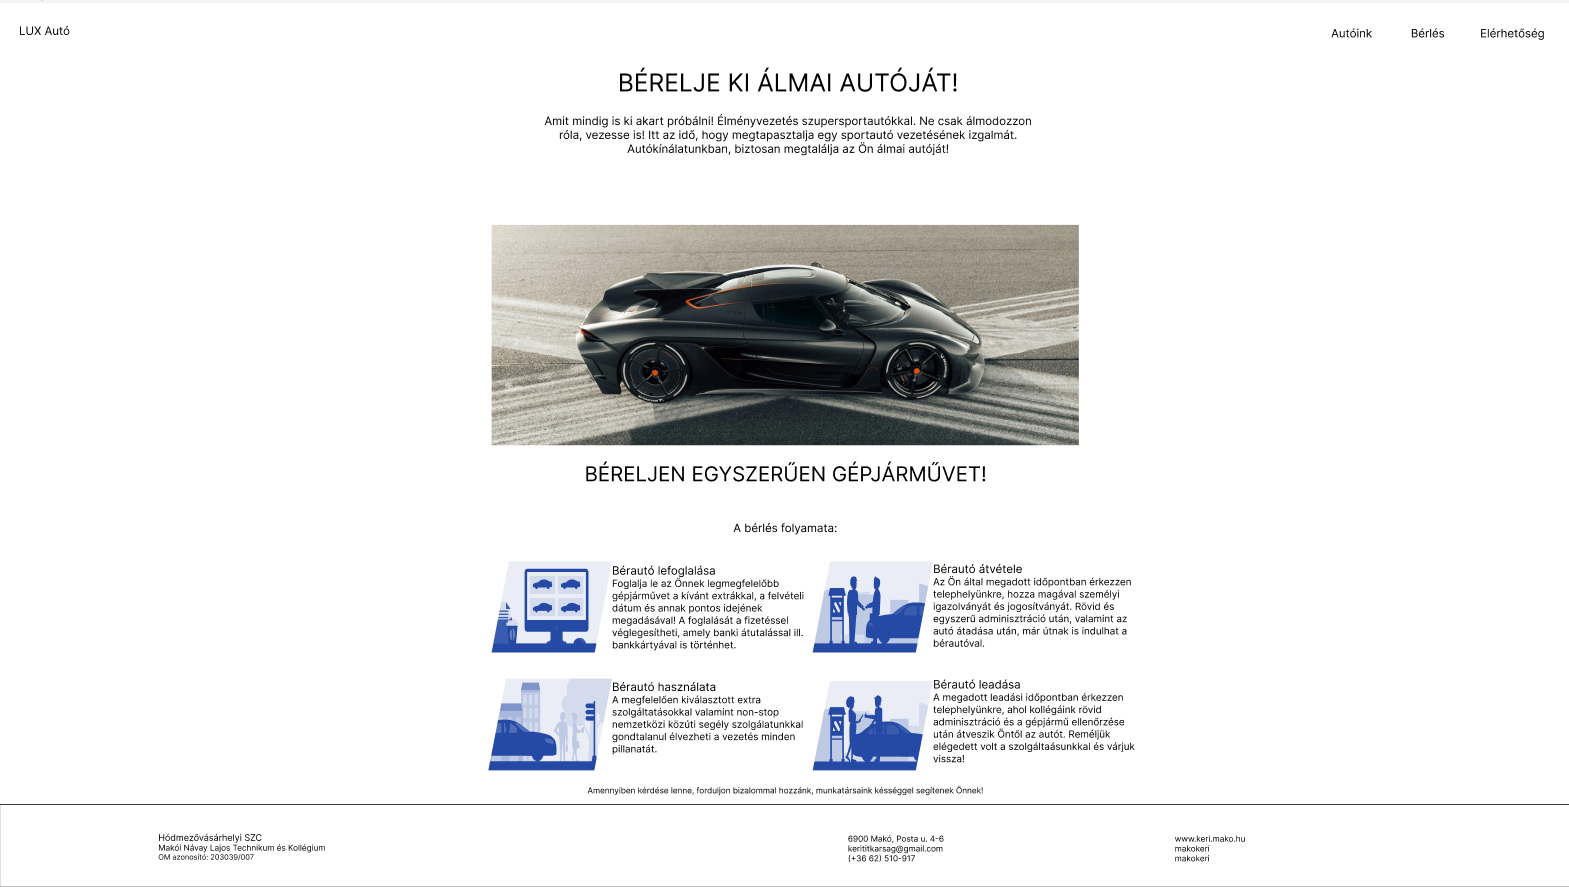 LUX Autó
Autóink Bérlés Elérhetőség
BÉRELJE KI ÁLMAI AUTÓJÁT!
Amit mindig is ki akart próbálni! Élményvezetés szupersportautókkal. Ne csak álmodozzon
róla, vezesse is! Itt az idő, hogy megtapasztalja egy sportautó vezetésének izgalmát.
Autókínálatunkban, biztosan megtalálja az Ön álmai autóját!
BÉRELJEN EGYSZERŰEN GÉPJÁRMŰVET!
A bérlés folyamata:
Bérautó lefoglalása
Foglalja le az Önnek legmegfelelőbb
gépjárművet a kívánt extrákkal, a felvételi
dátum és annak pontos idejének
megadásával! A foglalását a fizetéssel
véglegesítheti, amely banki átutalással ill.
bankkártyával is történhet.
Bérautó átvétele
Az Ön által megadott időpontban érkezzen
telephelyünkre, hozza magával személyi
igazolványát és jogosítványát. Rövid és
egyszerű adminisztráció után, valamint az
autó átadása után, már útnak is indulhat a
bérautóval.
Bérautó használata
A megfelelően kiválasztott extra
szolgáltatásokkal valamint non-stop
nemzetközi közúti segély szolgálatunkkal
gondtalanul élvezheti a vezetés minden
pillanatát.
Bérautó leadása
A megadott leadási időpontban érkezzen
telephelyünkre, ahol kollégáink rövid
adminisztráció és a gépjármű ellenőrzése
után átveszik Öntől az autót. Reméljük
elégedett volt a szolgáltaásunkkal és várjuk
vissza!
Amennyiben kérdése lenne, forduljon bizalommal hozzánk, munkatársaink késséggel segítenek Önnek!
Hódmezővásárhelyi SZC
Makói Návay Lajos Technikum és Kollégium
OM azonosító: 203039/007
6900 Makó, Posta u. 4-6
kerititkarsag@gmail.com
(+36 62) 510-917
www.keri.mako.hu
makokeri
makokeri